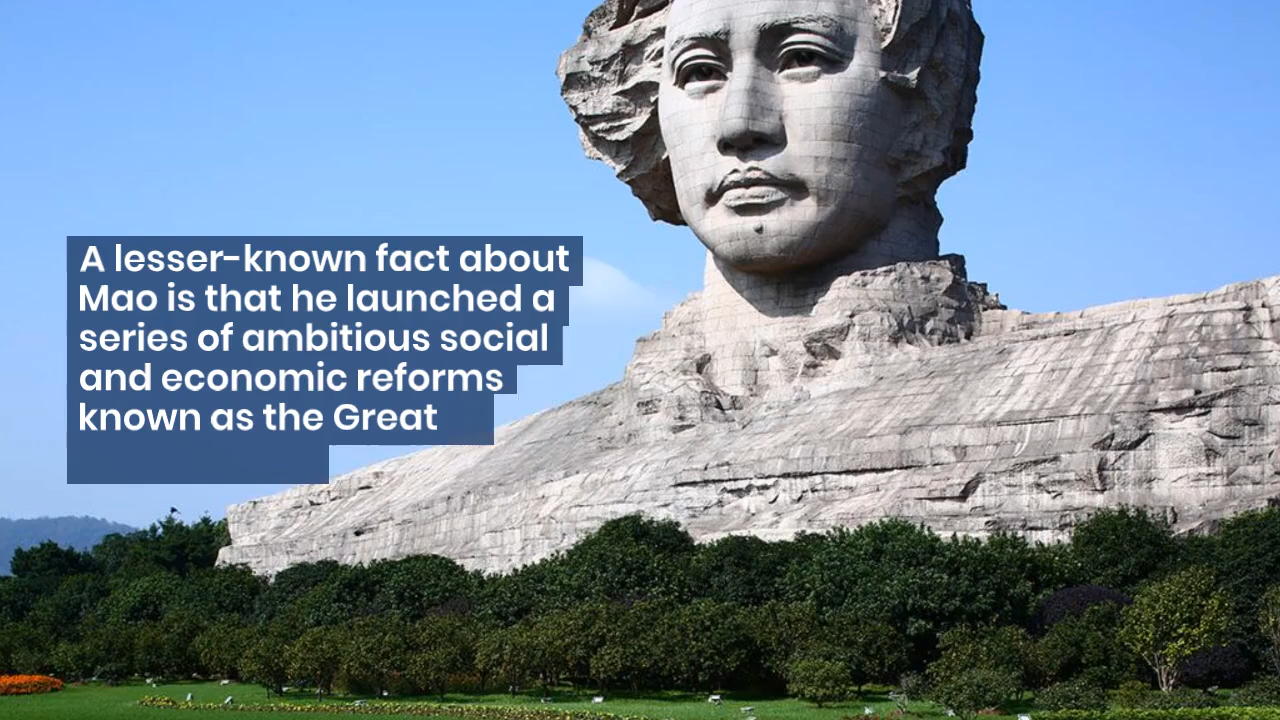 A lesser-known fact about
Mao is that he launched a
series of ambitious social
and economic reforms
known as the Great